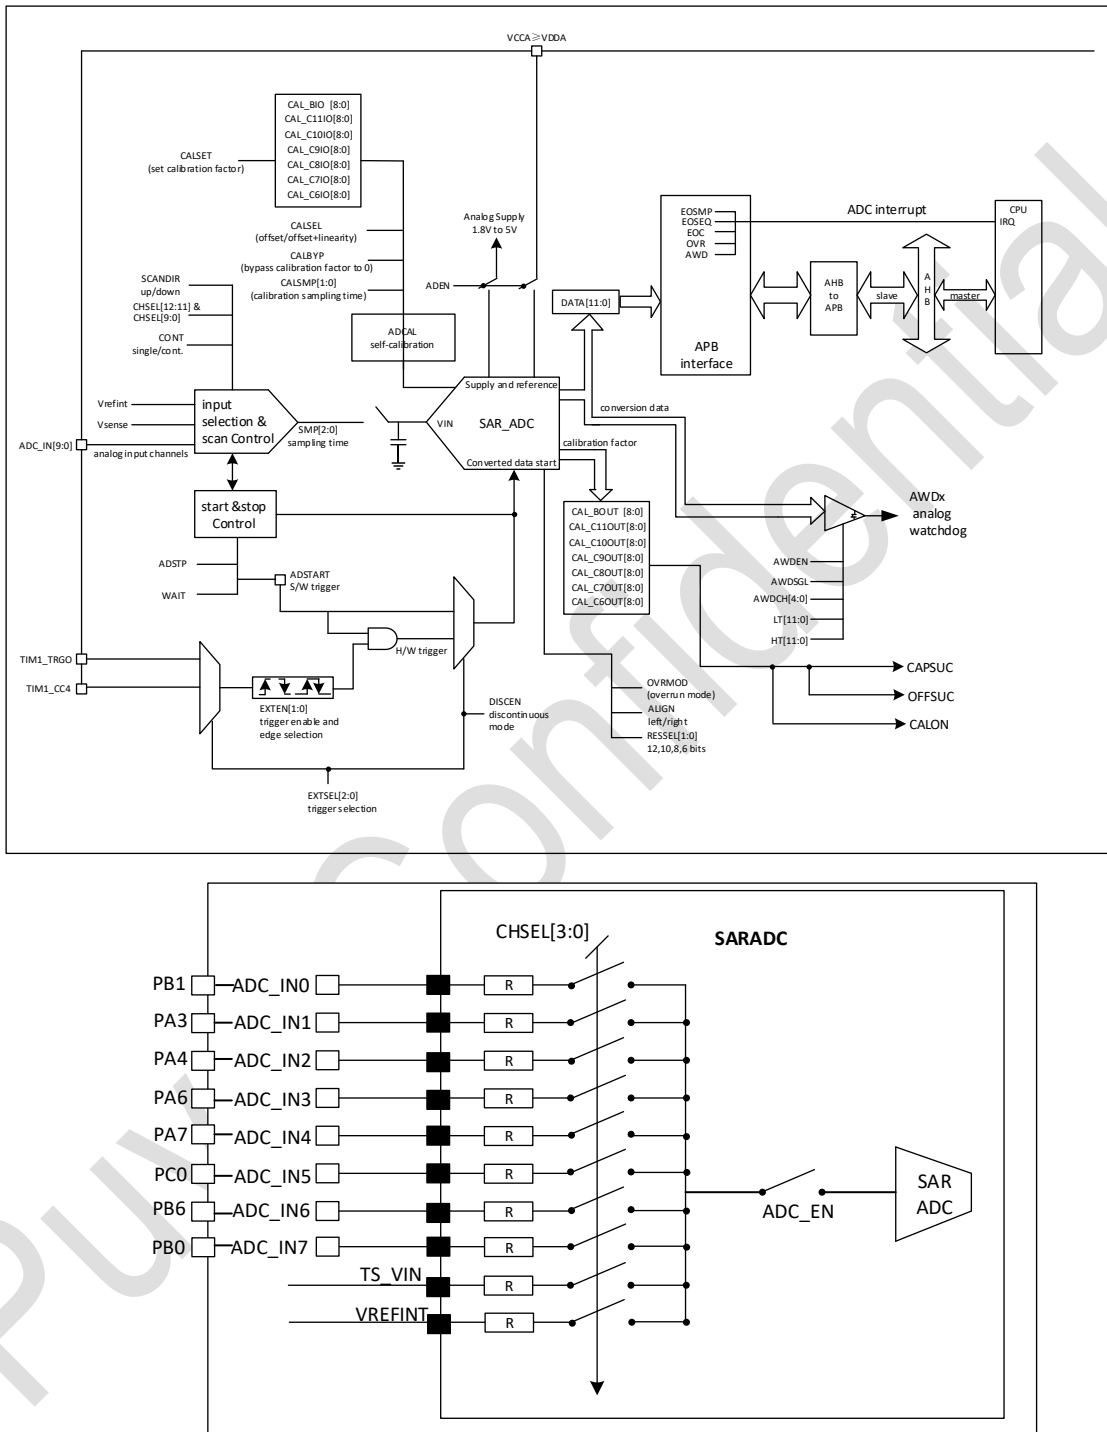 VCCA≥VDDA
CAL_BIO [8:0]
CAL_C11IO[8:0]
CAL_C10IO[8:0]
CAL_C9IO[8:0]
CAL_C8IO[8:0]
CAL_C7IO[8:0]
CAL_C6IO[8:0]
CALSET
(set calibration factor)
CALSEL
(offset/offset+linearity)
CALBYP
(bypass calibration factor to 0)
CALSMP[1:0]
(calibration sampling time)
Analog Supply
1.8V to 5V
ADEN
SCANDIR
up/down
CHSEL[12:11] &
CHSEL[9:0]
CONT
single/cont.
ADCAL
self-calibration
DATA[11:0]
EOSMP
EOSEQ
EOC
OVR
AWD
APB
interface
ADC interrupt
CPU
IRQ
AHB
to
APB
slave
A
H
B
master
Vrefint
Vsense
ADC_IN[9:0]
analog input channels
input
selection &
scan Control
SMP[2:0]
sampling time
VIN
Supply and reference
SAR_ADC
Converted data start
conversion data
calibration factor
start &stop
Control
ADSTP
WAIT
ADSTART
S/W trigger
H/W trigger
CAL_BOUT [8:0]
CAL_C11OUT[8:0]
CAL_C10OUT[8:0]
CAL_C9OUT[8:0]
CAL_C8OUT[8:0]
CAL_C7OUT[8:0]
CAL_C6OUT[8:0]
AWDx
analog
watchdog
AWDEN
AWDSGL
AWDCH[4:0]
LT[11:0]
HT[11:0]
TIM1_TRGO
TIM1_CC4
EXTEN[1:0]
trigger enable and
edge selection
DISCEN
discontinuous
mode
OVRMOD
(overrun mode)
ALIGN
left/right
RESSEL[1:0]
12,10,8,6 bits
CAPSUC
OFFSUC
CALON
EXTSEL[2:0]
trigger selection
CHSEL[3:0]
SARADC
PB1 ADC_IN0 R
PA3 ADC_IN1 R
PA4 ADC_IN2 R
PA6 ADC_IN3 R
PA7 ADC_IN4 R
PC0 ADC_IN5 R
PB6 ADC_IN6 R
PB0 ADC_IN7 R
TS_VIN R
VREFINT R
ADC_EN
SAR
ADC
Confidential